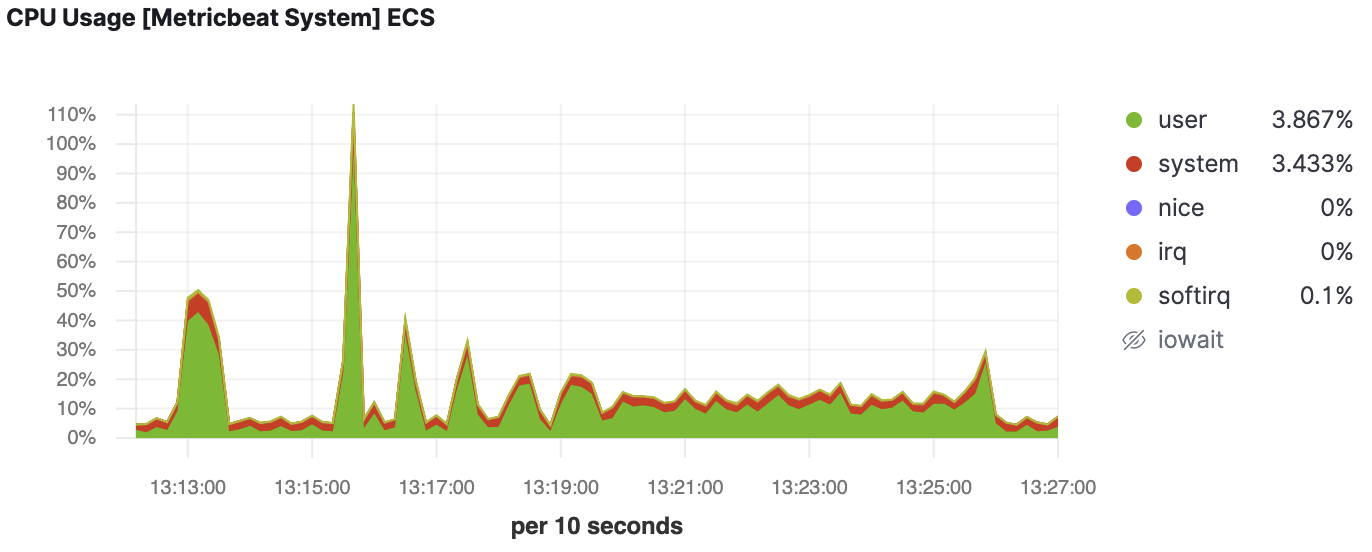 CPU Usage [Metricbeat System] ECS
110%
100%
90%
80%
70%
60%
50%
40%
30%
20%
10%
0%
13:13:00 13:15:00 13:17:00 13:19:00 13:21:00 13:23:00 13:25:00 13:27:00
per 10 seconds
user 3.867%
system 3.433%
nice 0%
irq 0%
softirq 0.1%
iowait